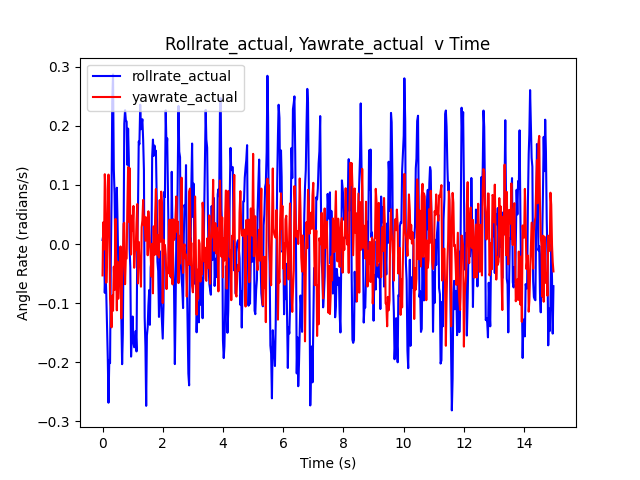 Rollrate_actual, Yawrate_actual  v Time
rollrate_actual
yawrate_actual
0.3
0.2
0.1
0.0
−0.1
−0.2
−0.3
Angle Rate (radians/s)
0 2 4 6 8 10 12 14
Time (s)